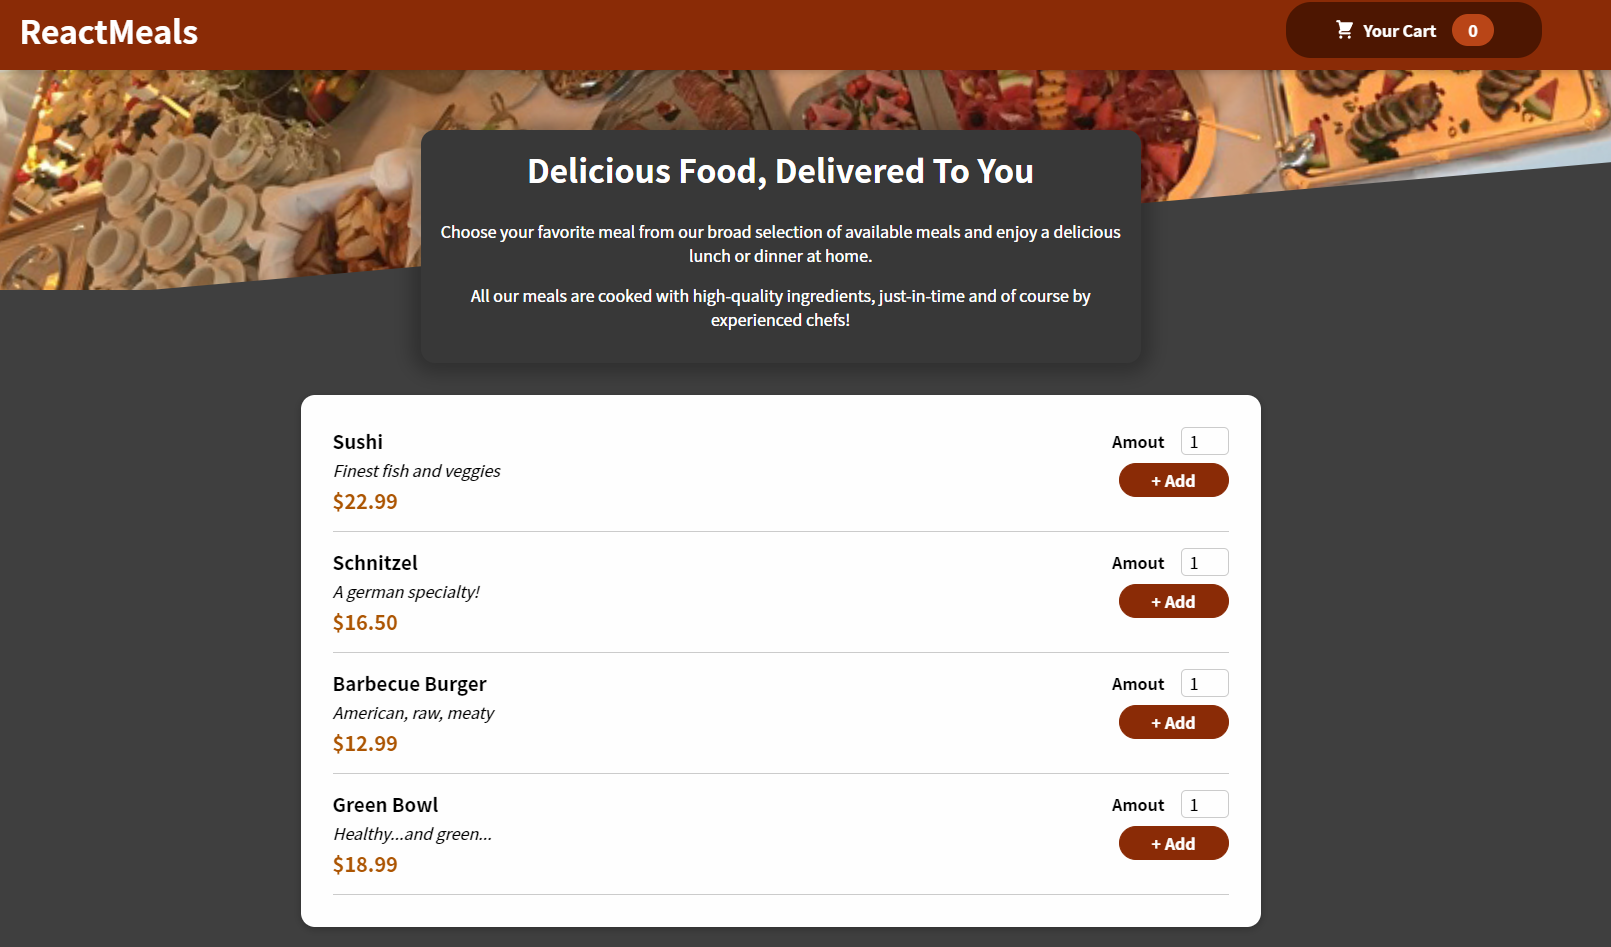 ReactMeals
Your Cart 0
Delicious Food, Delivered To You
Choose your favorite meal from our broad selection of available meals and enjoy a delicious
lunch or dinner at home.
All our meals are cooked with high-quality ingredients, just-in-time and of course by
experienced chefs!
Sushi
Finest fish and veggies
$22.99
Amout 1
+ Add
Schnitzel
A german specialty!
$16.50
Amout 1
+ Add
Barbecue Burger
American, raw, meaty
$12.99
Amout 1
+ Add
Green Bowl
Healthy...and green...
$18.99
Amout 1
+ Add